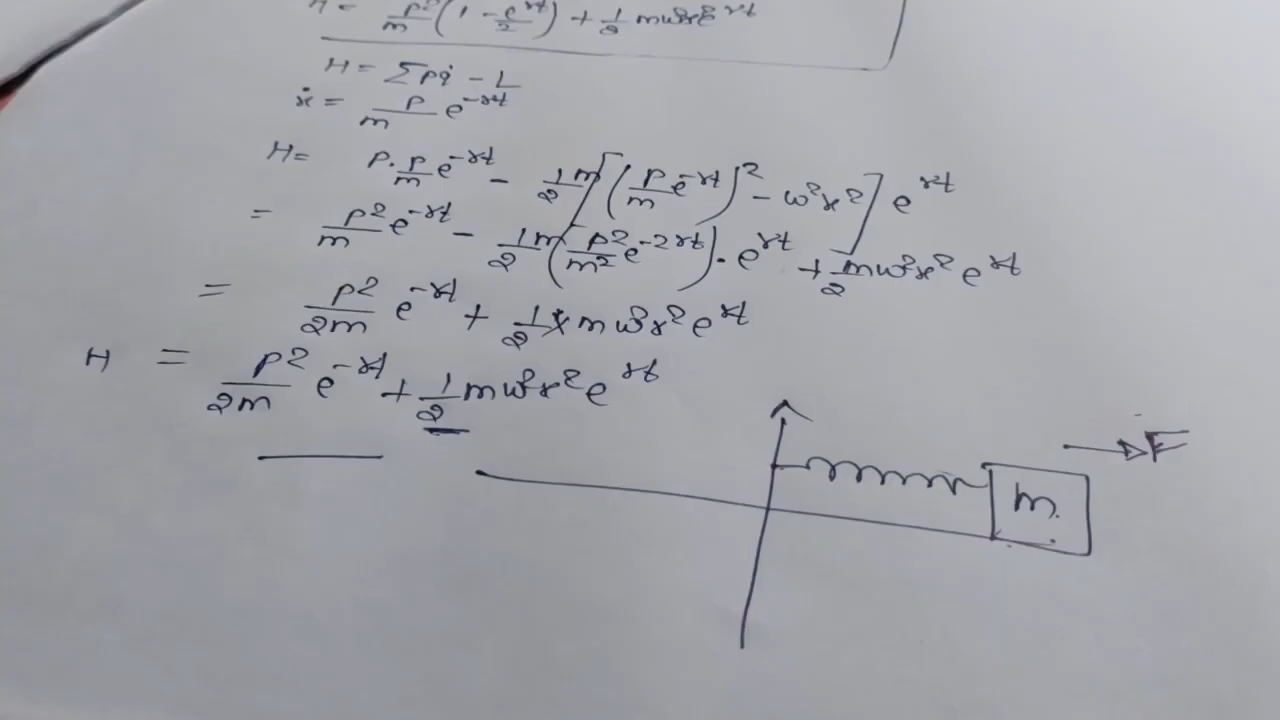 H = p²/m (1 - e^γt/2) + 1/2 mω²x² e^γt
H = Σpq̇ - L
ẋ = p/m e^-γt
H = p · p/m e^-γt - 1/2 m [(p/m e^-γt)² - ω²x²] e^γt
= p²/m e^-γt - 1/2 m (p²/m² e^-2γt) · e^γt + 1/2 mω²x² e^γt
= p²/2m e^-γt + 1/2 mω²x² e^γt
H = p²/2m e^-γt + 1/2 mω²x² e^γt
F
m